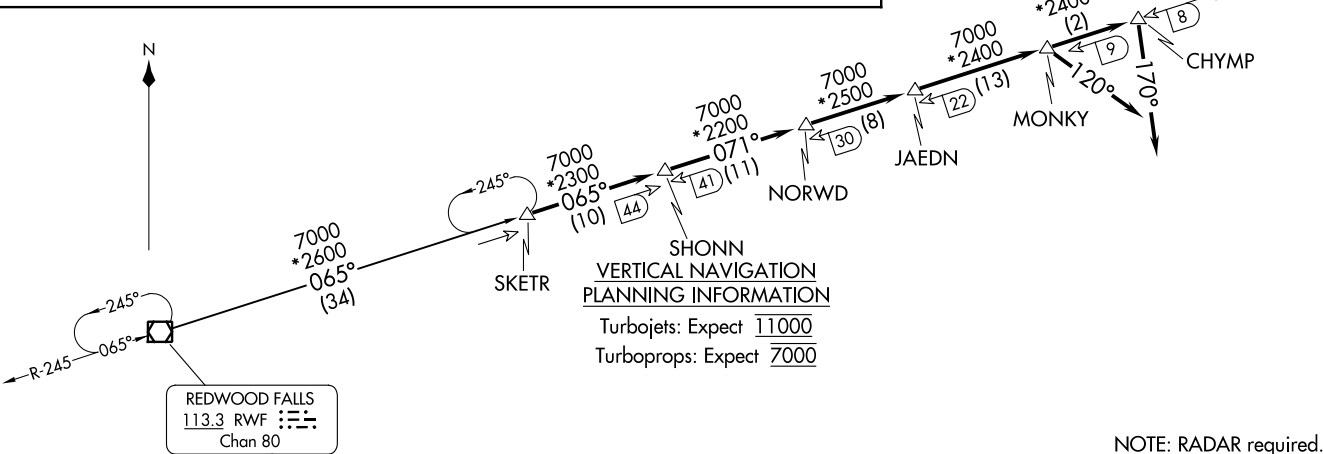 N
*2400
(2)
8
CHYMP
170°
9
120°
MONKY
7000
*2400
(13)
22
JAEDN
7000
*2500
(8)
30
NORWD
7000
*2200
071°
(11)
41
SHONN
7000
*2300
065°
(10)
44
245°
SKETR
7000
*2600
065°
(34)
245°
065°
R-245
REDWOOD FALLS
113.3 RWF
Chan 80
VERTICAL NAVIGATION
PLANNING INFORMATION
Turbojets: Expect 11000
Turboprops: Expect 7000
NOTE: RADAR required.